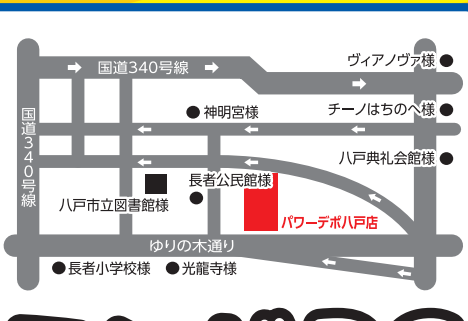 国道340号線
ヴィアノヴァ様
チーノはちのへ様
神明宮様
国道340号線
八戸典礼会館様
長者公民館様
八戸市立図書館様
パワーデポ八戸店
ゆりの木通り
長者小学校様
光龍寺様